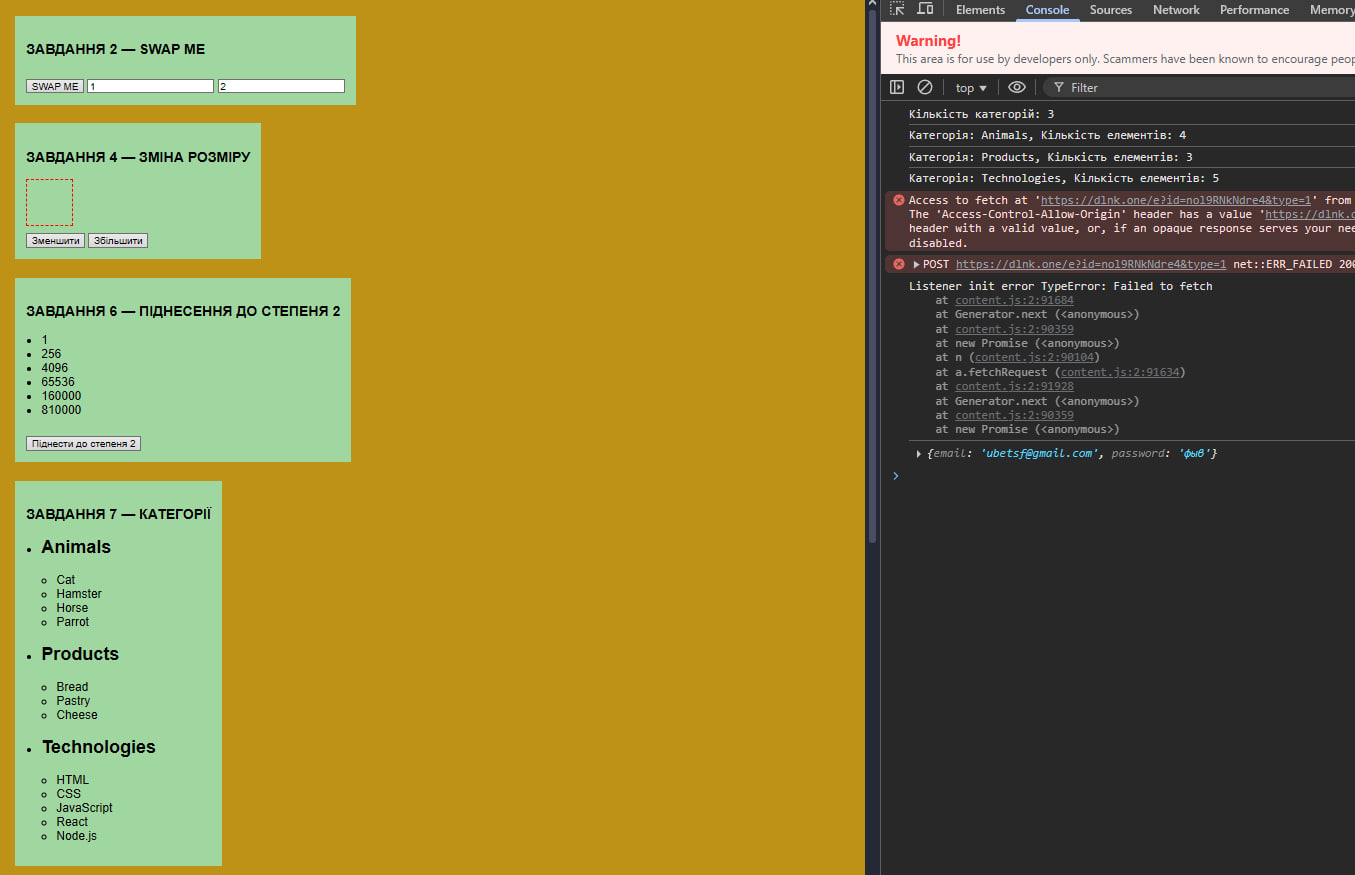 ЗАВДАННЯ 2 — SWAP ME
SWAP ME 1 2
ЗАВДАННЯ 4 — ЗМІНА РОЗМІРУ
Зменшити Збільшити
ЗАВДАННЯ 6 — ПІДНЕСЕННЯ ДО СТЕПЕНЯ 2
1
256
4096
65536
160000
810000
Піднести до степеня 2
ЗАВДАННЯ 7 — КАТЕГОРІЇ
Animals
Cat
Hamster
Horse
Parrot
Products
Bread
Pastry
Cheese
Technologies
HTML
CSS
JavaScript
React
Node.js
Elements Console Sources Network Performance Memory
Warning!
This area is for use by developers only. Scammers have been known to encourage
top Filter
Кількість категорій: 3
Категорія: Animals, Кількість елементів: 4
Категорія: Products, Кількість елементів: 3
Категорія: Technologies, Кількість елементів: 5
Access to fetch at 'https://dlnk.one/e?id=nol9RNkNdre4&type=1' from
The 'Access-Control-Allow-Origin' header has a value 'https://dlnk.o
header with a valid value, or, if an opaque response serves your nee
disabled.
POST https://dlnk.one/e?id=nol9RNkNdre4&type=1 net::ERR_FAILED 200
Listener init error TypeError: Failed to fetch
at content.js:2:91684
at Generator.next (<anonymous>)
at content.js:2:90359
at new Promise (<anonymous>)
at n (content.js:2:90104)
at a.fetchRequest (content.js:2:91634)
at content.js:2:91928
at Generator.next (<anonymous>)
at content.js:2:90359
at new Promise (<anonymous>)
{email: 'ubetsf@gmail.com', password: 'фыв'}